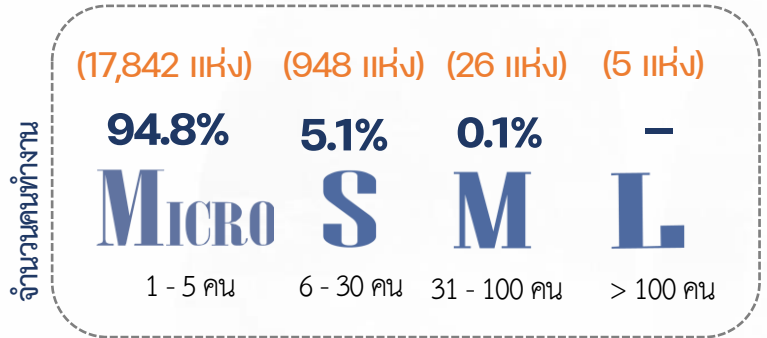 จำนวนคนทำงาน
(17,842 แห่ง) (948 แห่ง) (26 แห่ง) (5 แห่ง)
94.8% 5.1% 0.1% –
MICRO S M L
1 - 5 คน 6 - 30 คน 31 - 100 คน > 100 คน